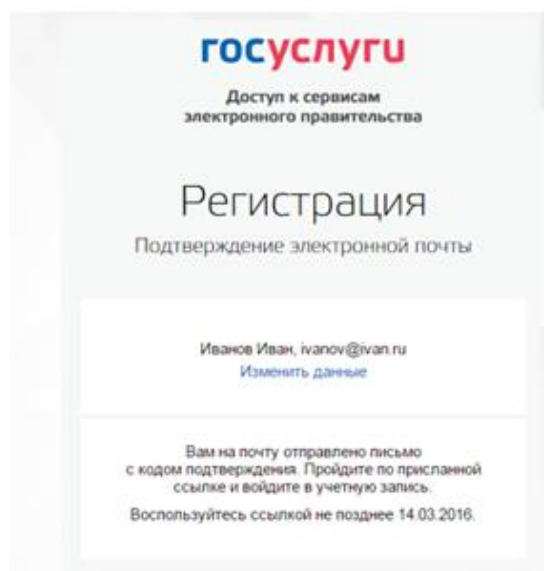 госуслуги
Доступ к сервисам
электронного правительства
Регистрация
Подтверждение электронной почты
Иванов Иван, ivanov@ivan.ru
Изменить данные
Вам на почту отправлено письмо
с кодом подтверждения. Пройдите по присланной
ссылке и войдите в учетную запись.
Воспользуйтесь ссылкой не позднее 14.03.2016.